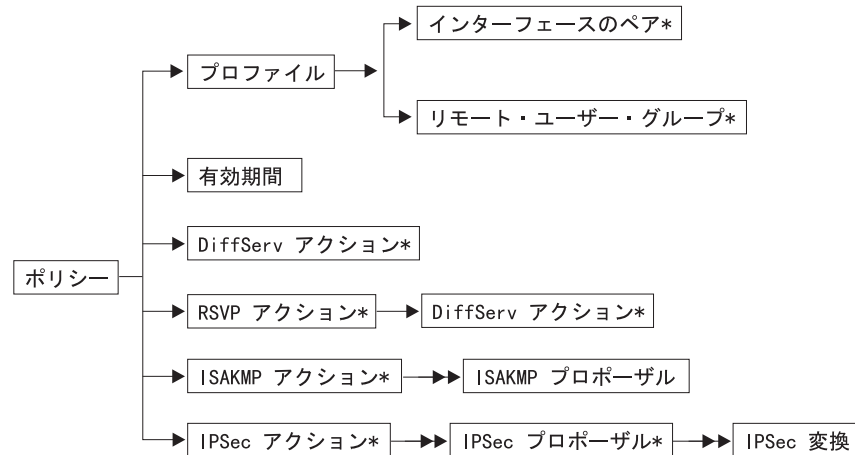 インターフェースのペア*
プロファイル
リモート・ユーザー・グループ*
有効期間
DiffServ アクション*
ポリシー
RSVP アクション*
DiffServ アクション*
ISAKMP アクション*
ISAKMP プロポーザル
IPSec アクション*
IPSec プロポーザル*
IPSec 変換